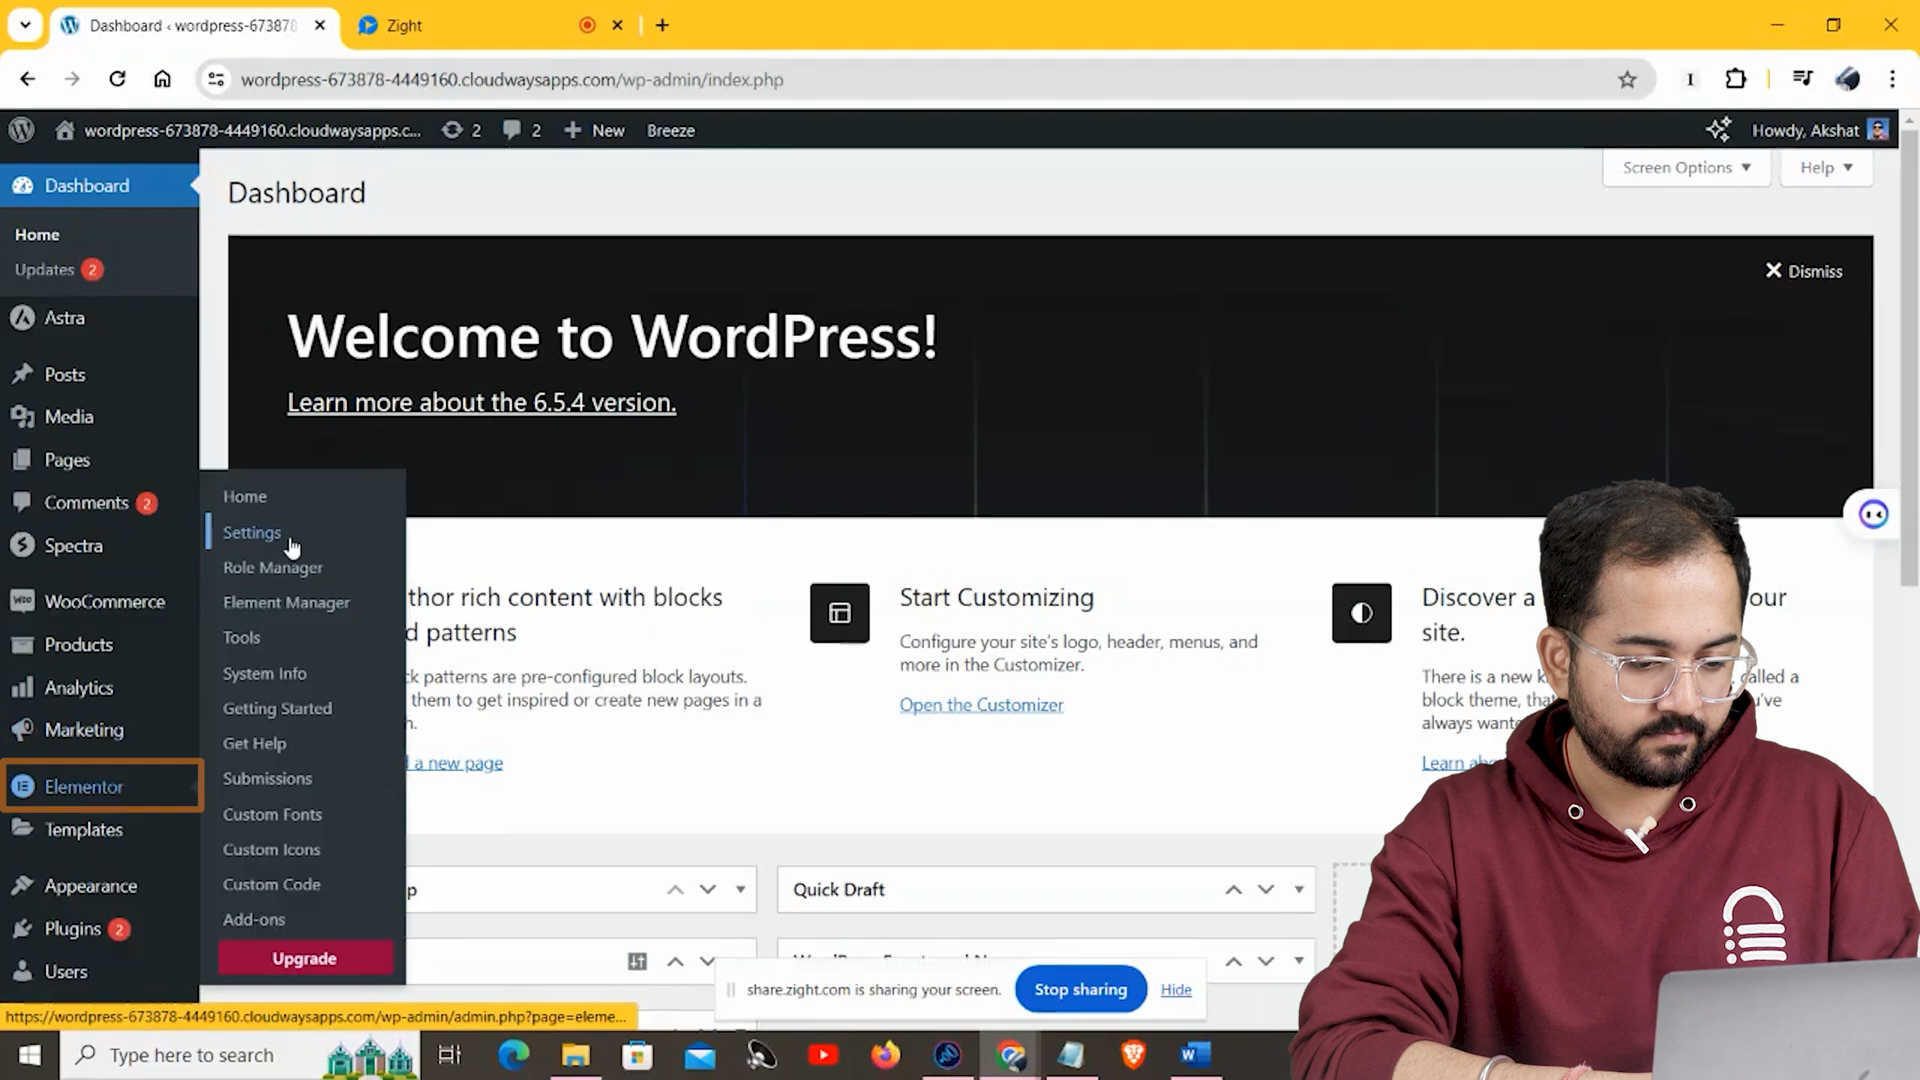 Dashboard ‹ wordpress-673878
Zight
wordpress-673878-4449160.cloudwaysapps.com/wp-admin/index.php
wordpress-673878-4449160.cloudwaysapps.c... 2 2 New Breeze
Howdy, Akshat
Dashboard
Home
Updates 2
Astra
Posts
Media
Pages
Comments 2
Spectra
WooCommerce
Products
Analytics
Marketing
Elementor
Templates
Appearance
Plugins 2
Users
Home
Settings
Role Manager
Element Manager
Tools
System Info
Getting Started
Get Help
Submissions
Custom Fonts
Custom Icons
Custom Code
Add-ons
Upgrade
Dashboard
Screen Options
Help
Dismiss
Welcome to WordPress!
Learn more about the 6.5.4 version.
thor rich content with blocks
d patterns
ck patterns are pre-configured block layouts.
them to get inspired or create new pages in a
h.
a new page
Start Customizing
Configure your site's logo, header, menus, and
more in the Customizer.
Open the Customizer
Discover a our
site.
There is a new k called a
block theme, tha u've
always wante
Learn
p
Quick Draft
share.zight.com is sharing your screen.
Stop sharing
Hide
https://wordpress-673878-4449160.cloudwaysapps.com/wp-admin/admin.php?page=eleme...
Type here to search